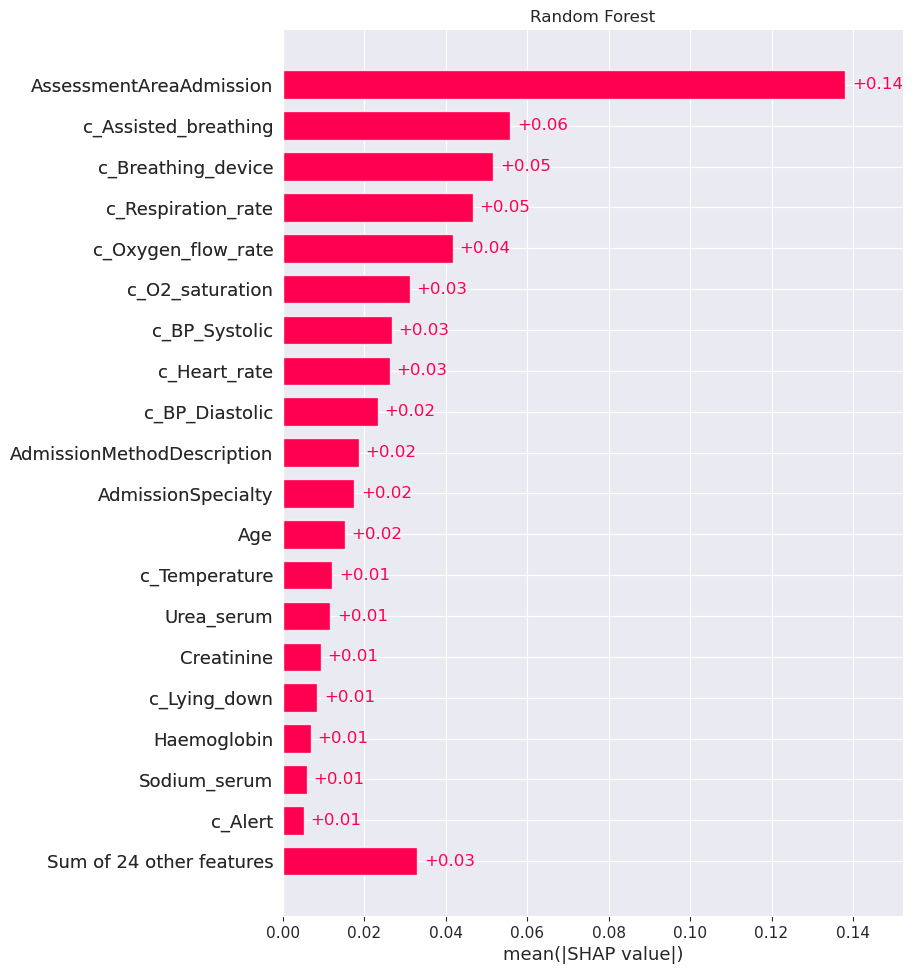 Random Forest
AssessmentAreaAdmission +0.14
c_Assisted_breathing +0.06
c_Breathing_device +0.05
c_Respiration_rate +0.05
c_Oxygen_flow_rate +0.04
c_O2_saturation +0.03
c_BP_Systolic +0.03
c_Heart_rate +0.03
c_BP_Diastolic +0.02
AdmissionMethodDescription +0.02
AdmissionSpecialty +0.02
Age +0.02
c_Temperature +0.01
Urea_serum +0.01
Creatinine +0.01
c_Lying_down +0.01
Haemoglobin +0.01
Sodium_serum +0.01
c_Alert +0.01
Sum of 24 other features +0.03
0.00 0.02 0.04 0.06 0.08 0.10 0.12 0.14
mean(|SHAP value|)